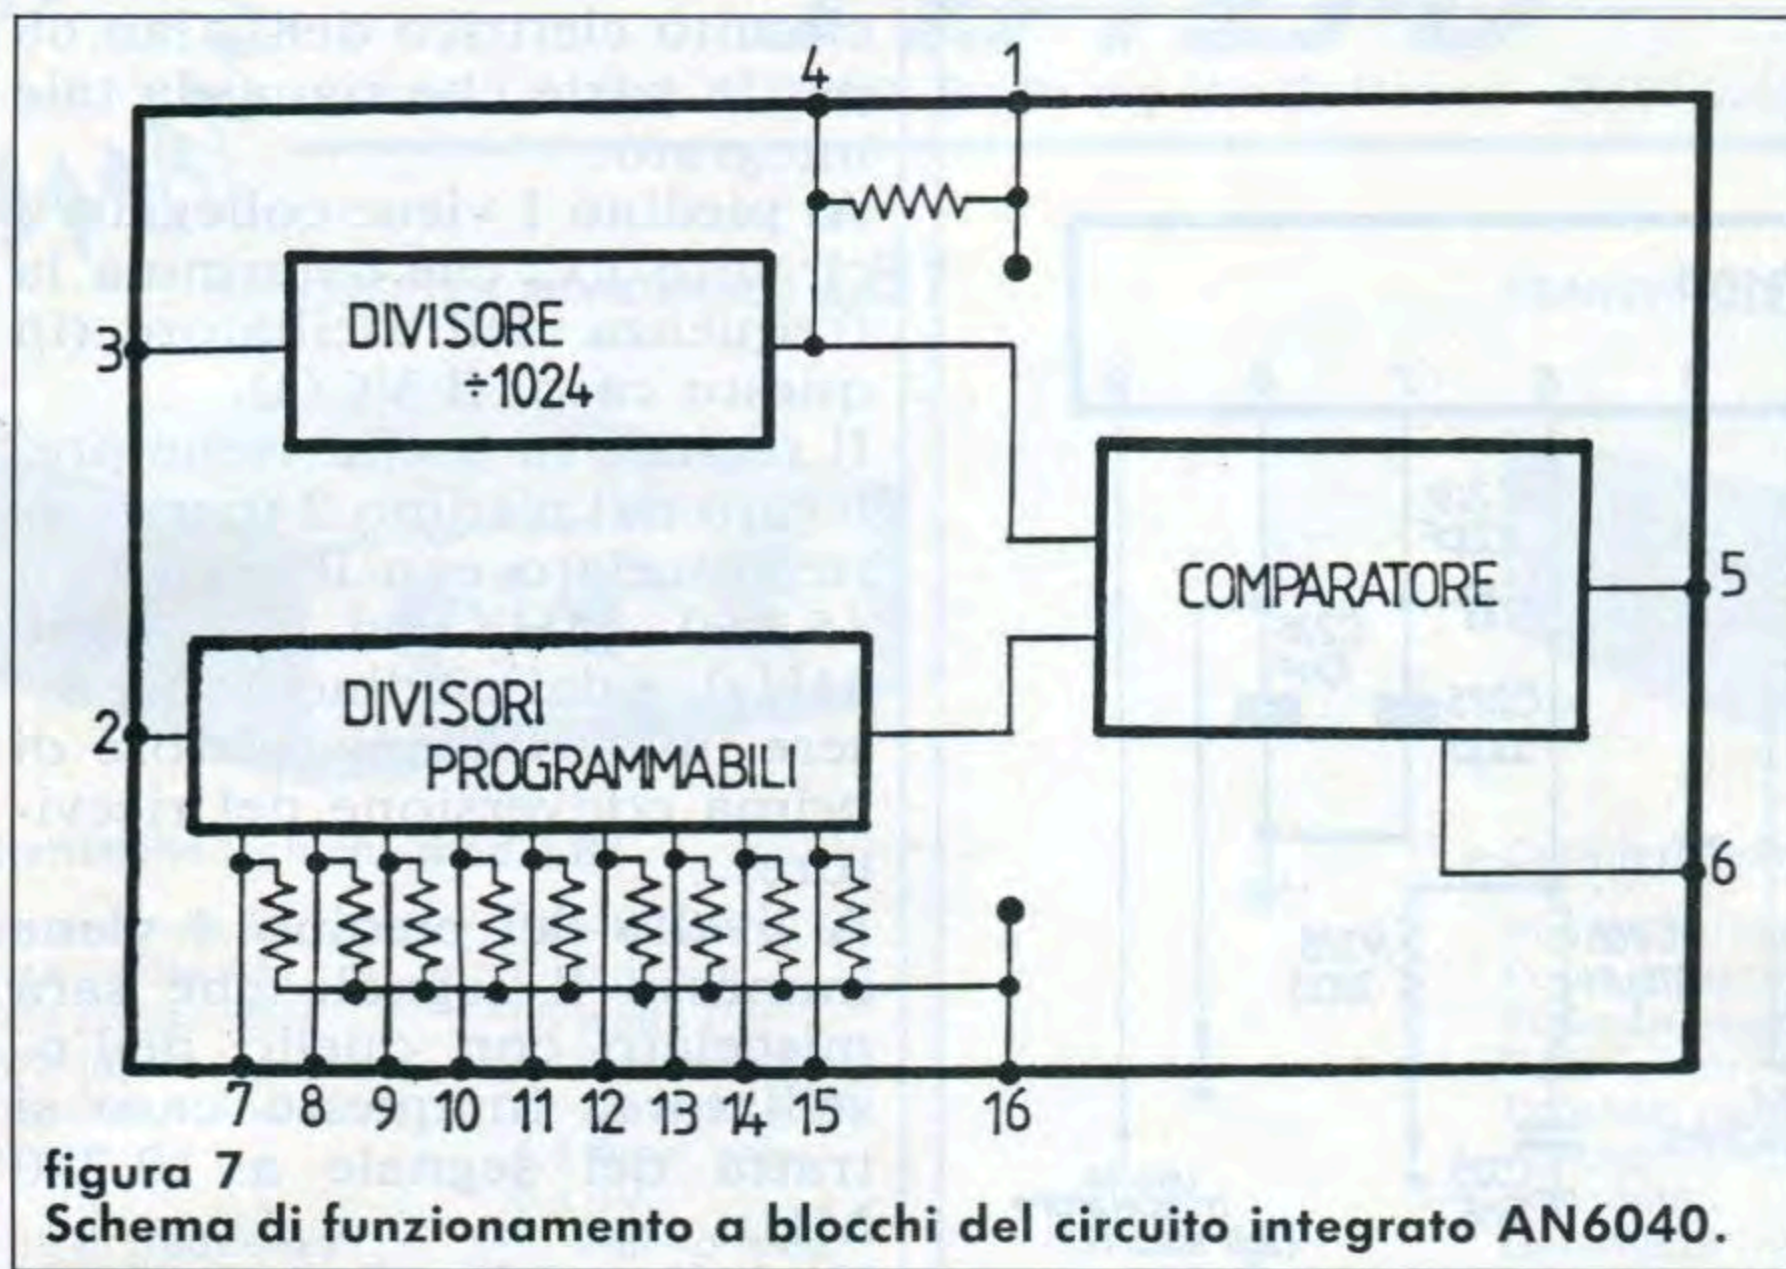 4 1
DIVISORE
÷1024
3
COMPARATORE
5
DIVISORI
PROGRAMMABILI
2
6
7 8 9 10 11 12 13 14 15 16
figura 7
Schema di funzionamento a blocchi del circuito integrato AN6040.